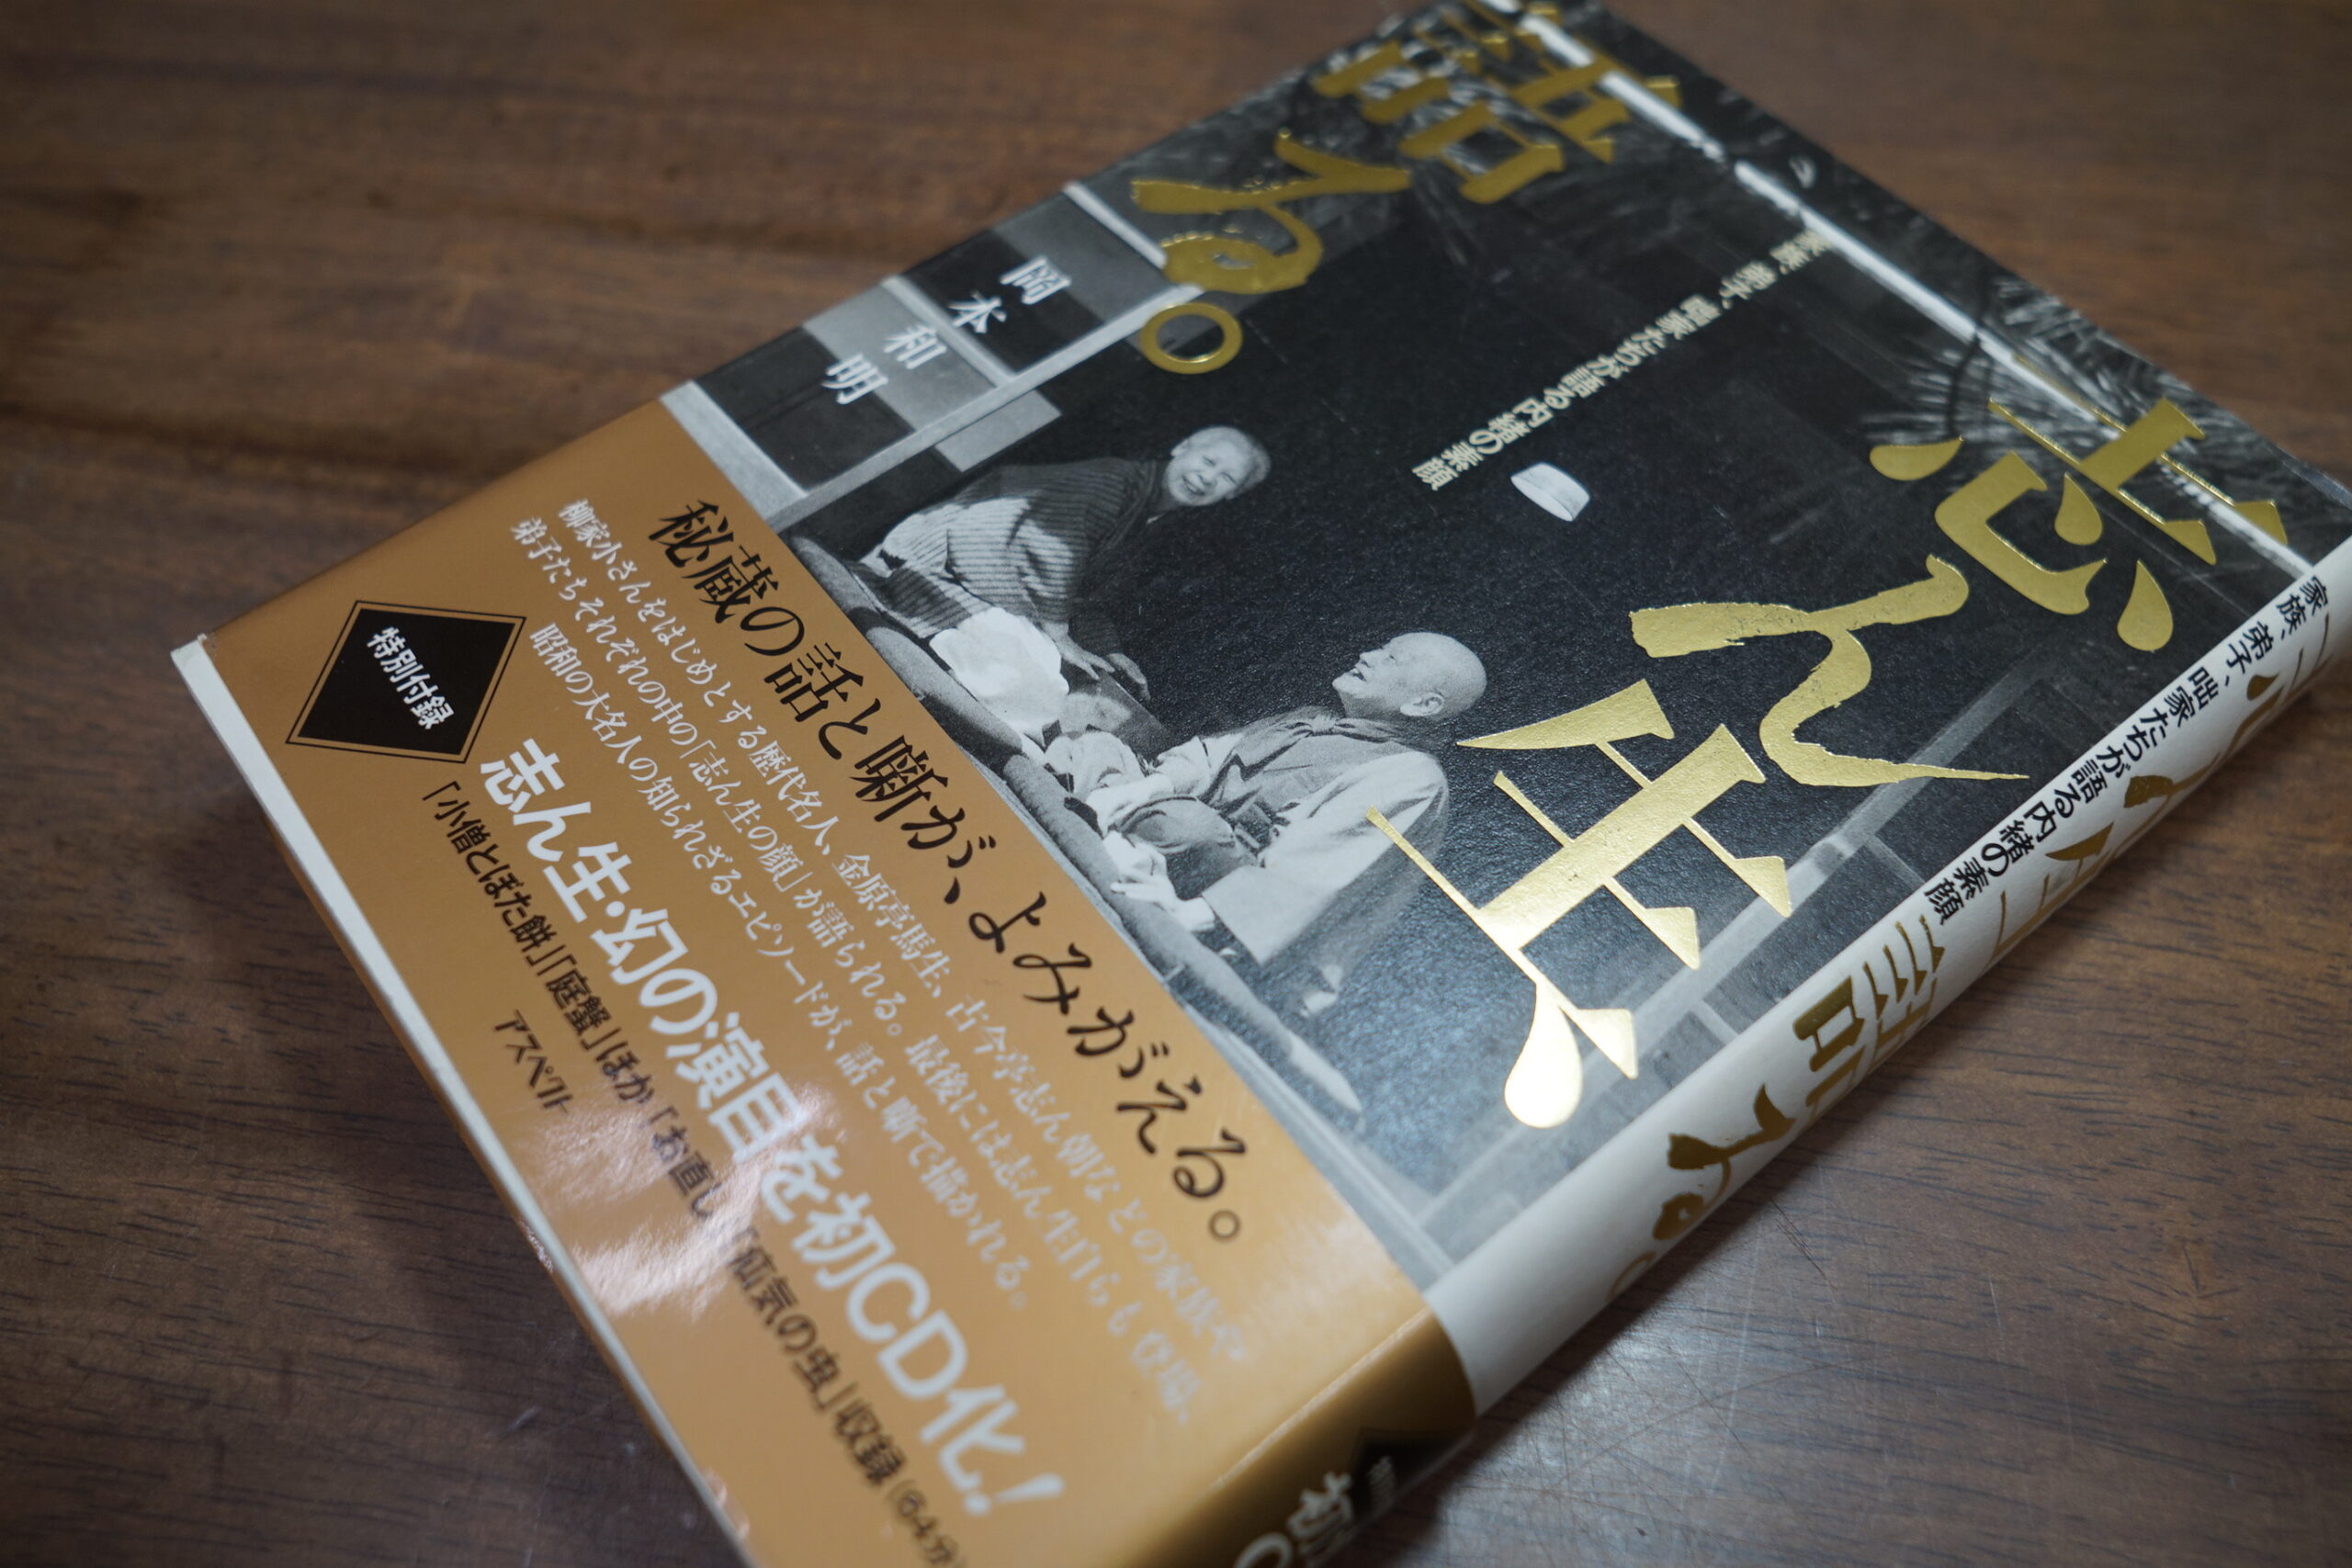 志ん生、
語る。
家族、弟子、咄家たちが語る内緒の素顔
岡本和明
秘蔵の話と噺が、よみがえる。
柳家小さんをはじめとする歴代名人、金原亭馬生、古今亭志ん朝などの家族や
弟子たちそれぞれの中の「志ん生の顔」が語られる。最後には志ん生自らも登場、
昭和の大名人の知られざるエピソードが、話と噺で描かれる。
特別付録
志ん生・幻の演目を初CD化!
「小僧とぼた餅」「庭蟹」ほか「お直し」「疝気の虫」収録(64分)
アスペクト
志ん生、語る。
家族、弟子、咄家たちが語る内緒の素顔
初